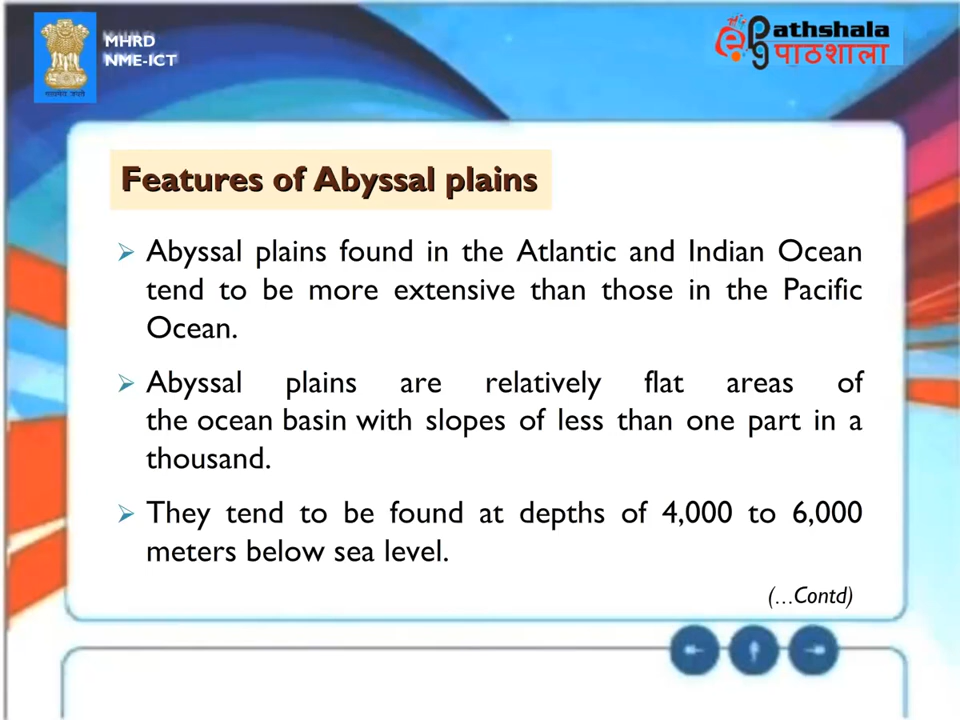 MHRD
NME-ICT
e pg athshala
पाठशाला
Features of Abyssal plains
Abyssal plains found in the Atlantic and Indian Ocean
tend to be more extensive than those in the Pacific
Ocean.
Abyssal plains are relatively flat areas of
the ocean basin with slopes of less than one part in a
thousand.
They tend to be found at depths of 4,000 to 6,000
meters below sea level.
(...Contd)